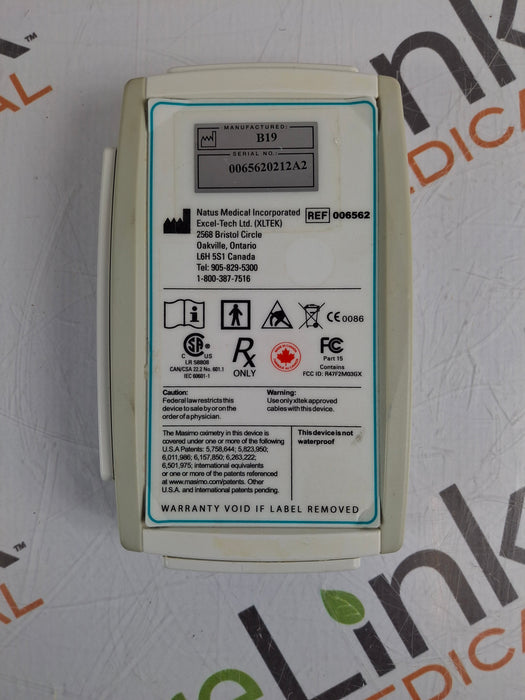 MANUFACTURED:
B19
SERIAL NO.:
0065620212A2
Natus Medical Incorporated
Excel-Tech Ltd. (XLTEK)
2568 Bristol Circle
Oakville, Ontario
L6H 5S1 Canada
Tel: 905-829-5300
1-800-387-7516
REF 006562
CE 0086
C US
LR 58808
CAN/CSA 22.2 No. 601.1
IEC 60601-1
Rx
ONLY
FC
Part 15
Contains
FCC ID: R47F2M03GX
Caution:
Federal law restricts this
device to sale by or on the
order of a physician.
Warning:
Use only xltek approved
cables with this device.
The Masimo oximetry in this device is
covered under one or more of the following
U.S.A Patents: 5,758,644; 5,823,950;
6,011,986; 6,157,850; 6,263,222;
6,501,975; international equivalents
or one or more of the patents referenced
at www.masimo.com/patents. Other
U.S.A. and international patents pending.
This device is not
waterproof
WARRANTY VOID IF LABEL REMOVED
eLink
MEDICAL
DICAL
eLink
MEDICAL